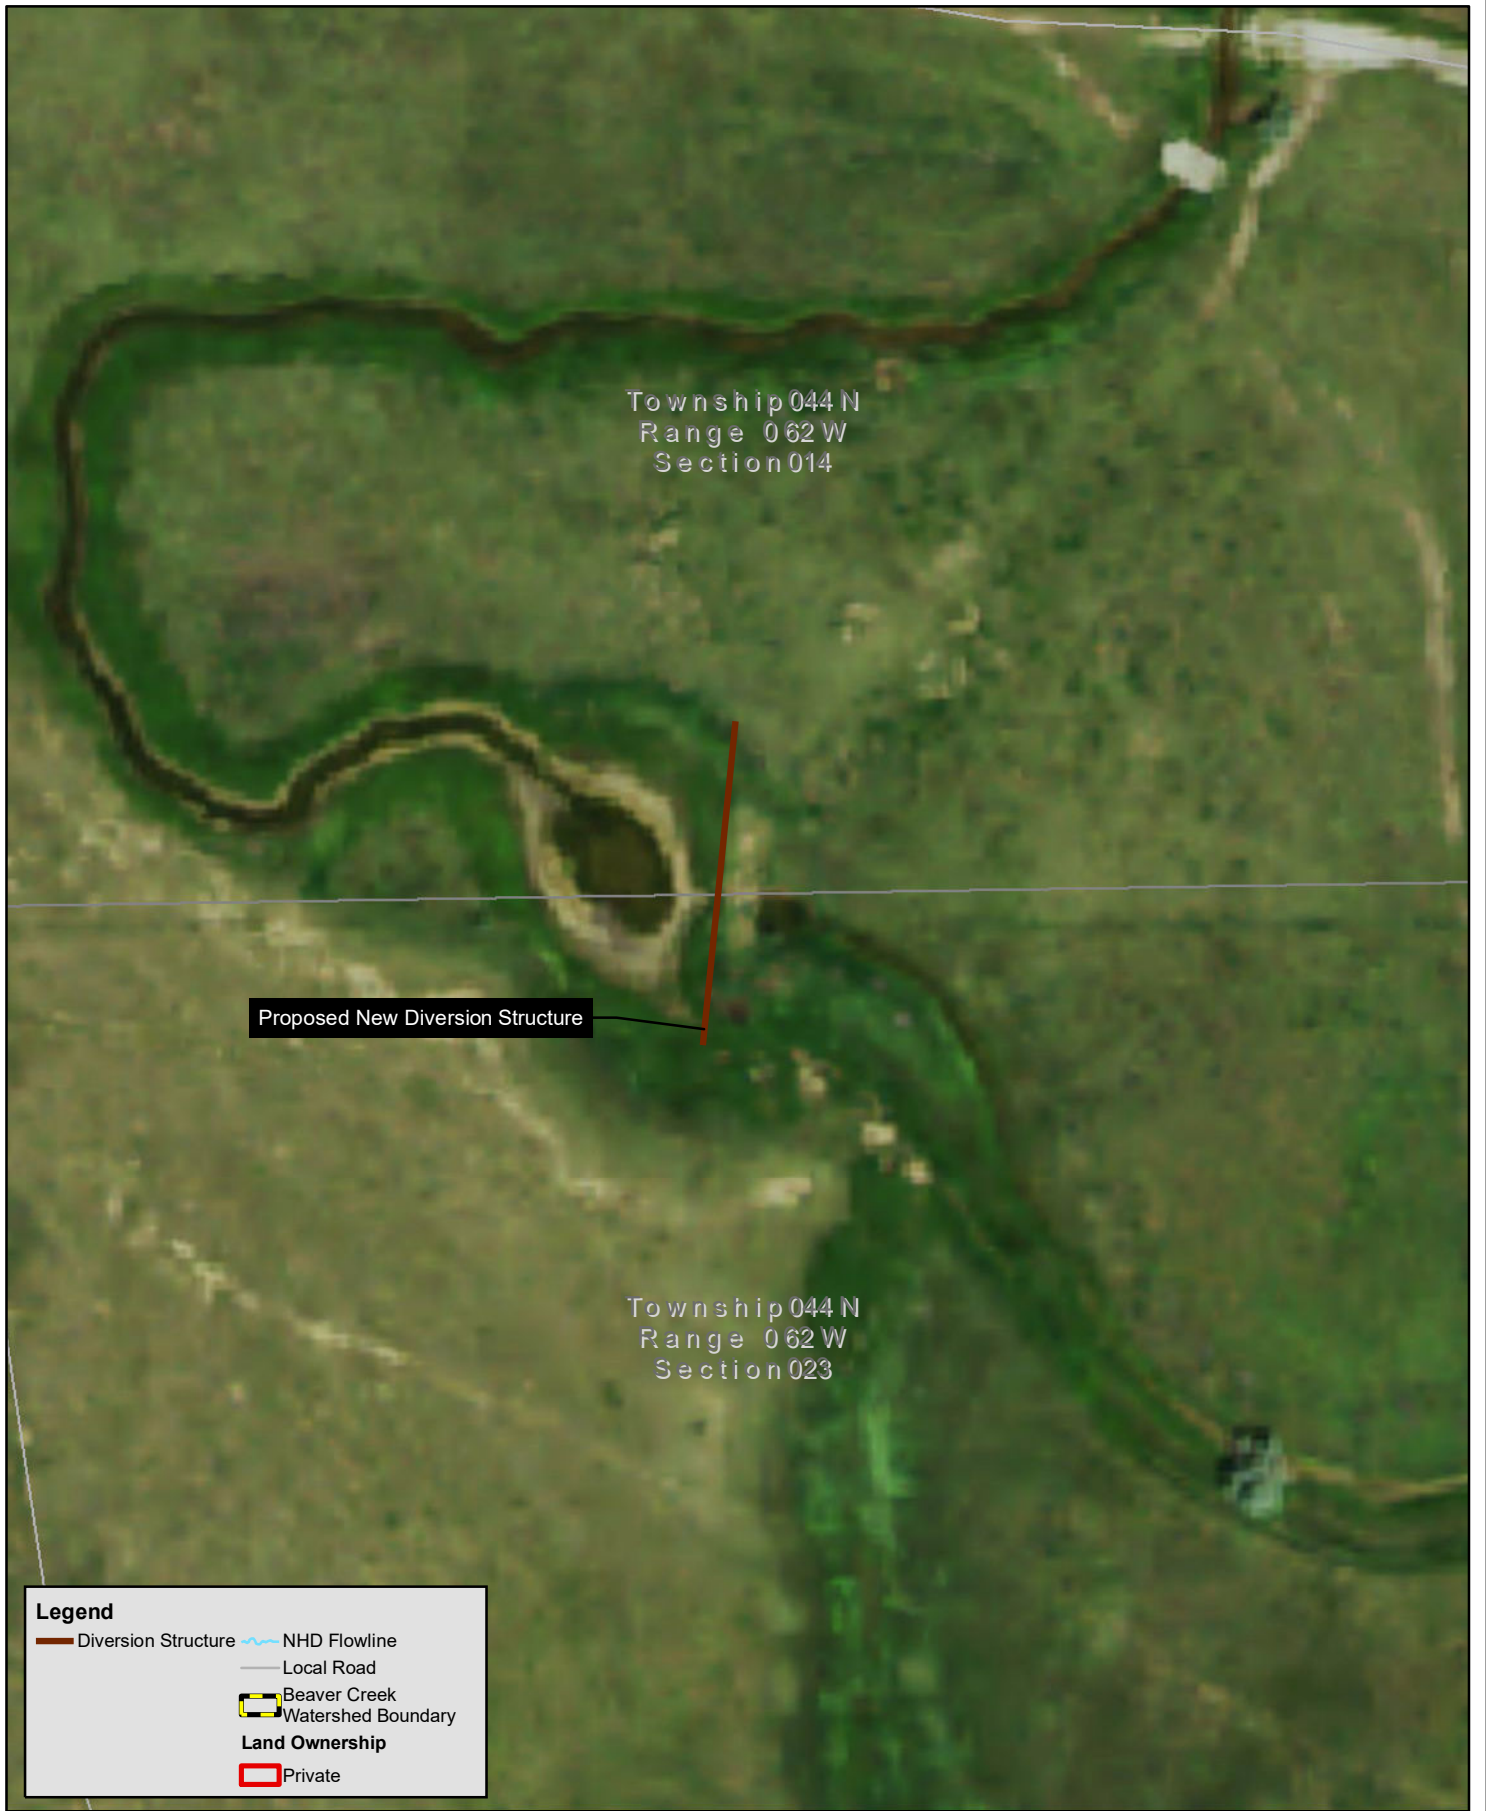 Township 044 N
Range 062 W
Section 014
Proposed New Diversion Structure
Township 044 N
Range 062 W
Section 023
Legend
Diversion Structure
NHD Flowline
Local Road
Beaver Creek
Watershed Boundary
Land Ownership
Private